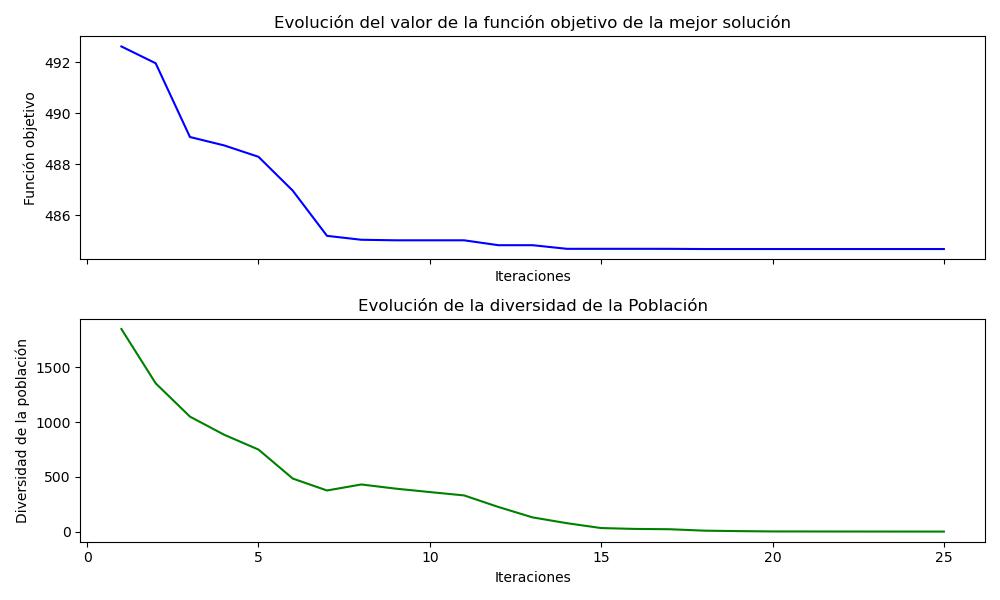 Evolución del valor de la función objetivo de la mejor solución
Función objetivo
492
490
488
486
Iteraciones
Evolución de la diversidad de la Población
Diversidad de la población
1500
1000
500
0
0 5 10 15 20 25
Iteraciones